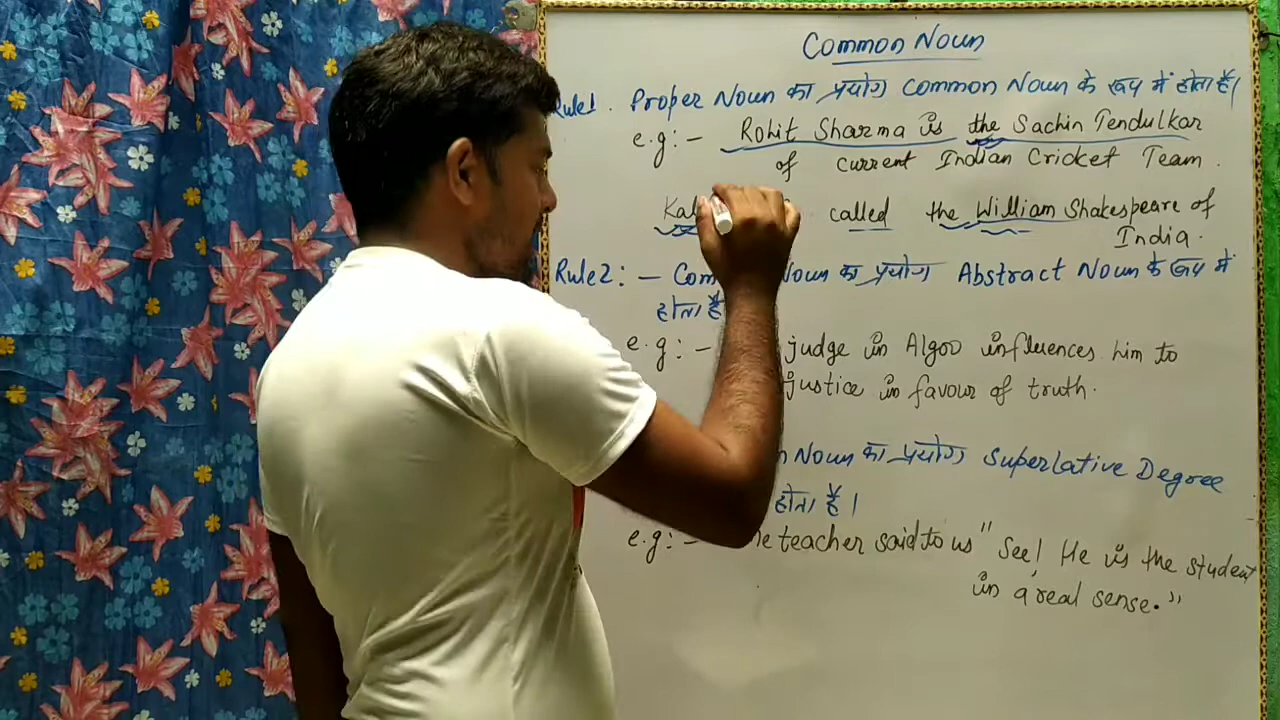 Common Noun
Rule1. Proper Noun का प्रयोग Common Noun के रूप में होता है।
e.g:- Rohit Sharma is the Sachin Tendulkar
of current Indian Cricket Team.
called the William Shakespeare of
India.
Rule2:- Noun का प्रयोग Abstract Noun के रूप में
होता है
e.g:- judge in Algoo influences him to
justice in favour of truth.
Noun का प्रयोग Superlative Degree
होता है।
e.g:- teacher said to us "See! He is the student
in a real sense."